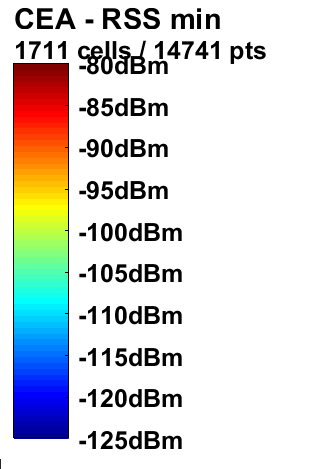 CEA - RSS min
1711 cells / 14741 pts
-80dBm
-85dBm
-90dBm
-95dBm
-100dBm
-105dBm
-110dBm
-115dBm
-120dBm
-125dBm